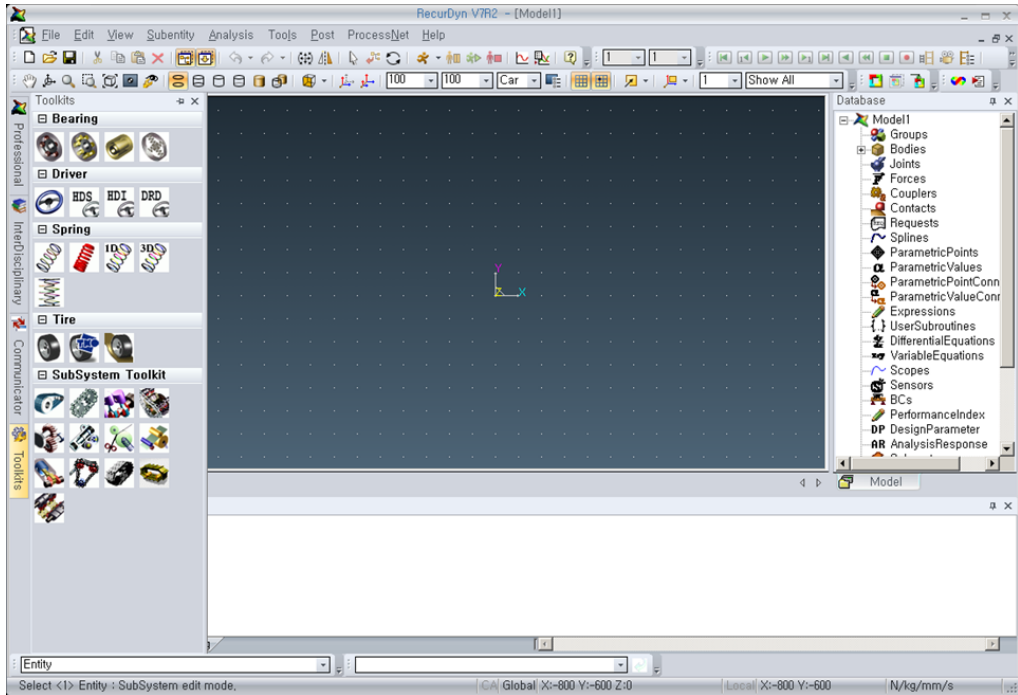 RecurDyn V7R2 - [Model1]
File Edit View Subentity Analysis Tools Post ProcessNet Help
1 1
100 100 Car 1 Show All
Toolkits
Professional
InterDisciplinary
Communicator
Toolkits
Bearing
Driver
HDS HDI DRD
Spring
1D 3D
Tire
SubSystem Toolkit
Y
Z X
Database
Model1
Groups
Bodies
Joints
Forces
Couplers
Contacts
Requests
Splines
ParametricPoints
ParametricValues
ParametricPointConn
ParametricValueConn
Expressions
UserSubroutines
DifferentialEquations
VariableEquations
Scopes
Sensors
BCs
PerformanceIndex
DP DesignParameter
AR AnalysisResponse
Model
Entity
Select <1> Entity : SubSystem edit mode.
CA Global X:-800 Y:-600 Z:0 Local X:-800 Y:-600 N/kg/mm/s